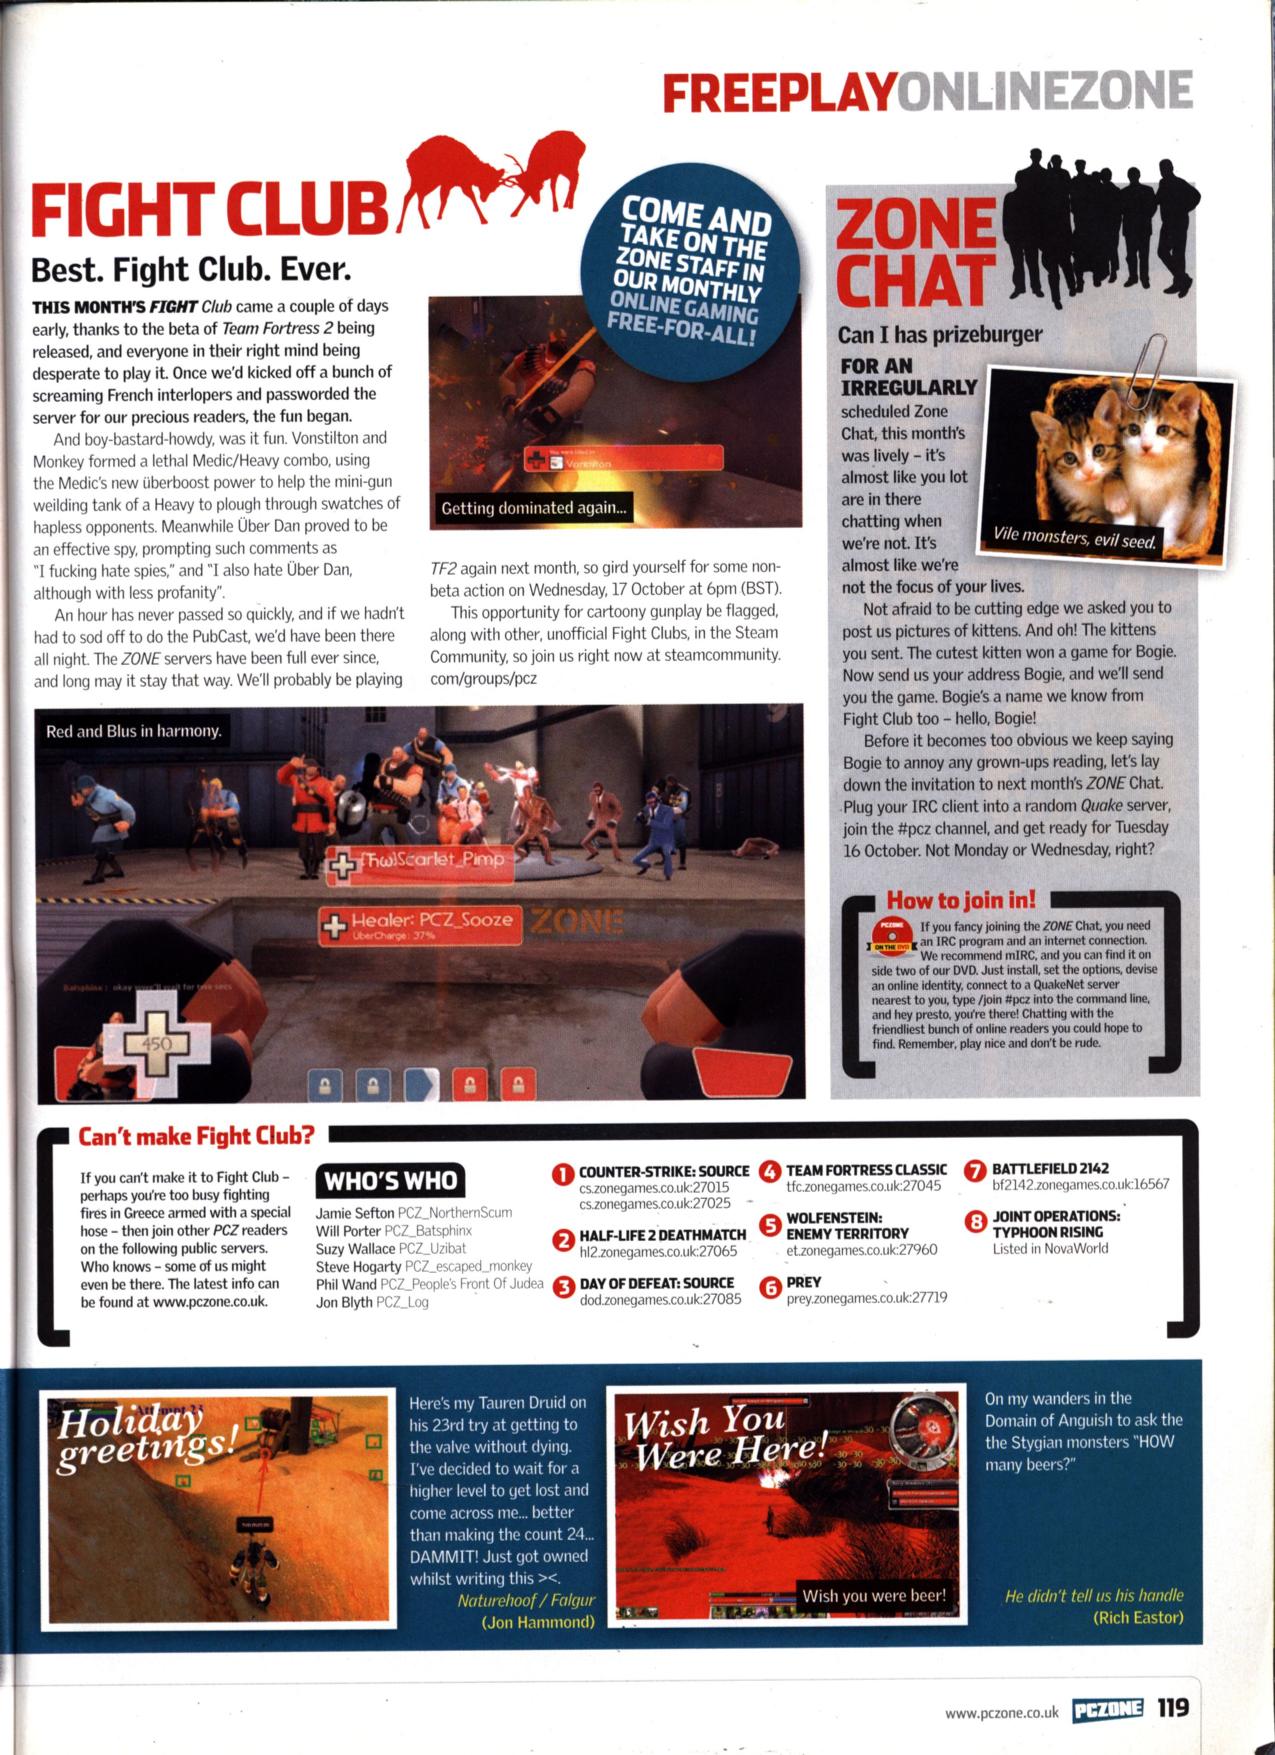 FREEPLAYONLINEZONE
FIGHT CLUB
Best. Fight Club. Ever.
THIS MONTH'S FIGHT Club came a couple of days
early, thanks to the beta of Team Fortress 2 being
released, and everyone in their right mind being
desperate to play it. Once we'd kicked off a bunch of
screaming French interlopers and passworded the
server for our precious readers, the fun began.
And boy-bastard-howdy, was it fun. Vonstilton and
Monkey formed a lethal Medic/Heavy combo, using
the Medic's new überboost power to help the mini-gun
weilding tank of a Heavy to plough through swatches of
hapless opponents. Meanwhile Über Dan proved to be
an effective spy, prompting such comments as
"I fucking hate spies," and "I also hate Über Dan,
although with less profanity".
An hour has never passed so quickly, and if we hadn't
had to sod off to do the PubCast, we'd have been there
all night. The ZONE servers have been full ever since,
and long may it stay that way. We'll probably be playing
COME AND
TAKE ON THE
ZONE STAFF IN
OUR MONTHLY
ONLINE GAMING
FREE-FOR-ALL!
Vonstilton
Getting dominated again...
TF2 again next month, so gird yourself for some non-
beta action on Wednesday, 17 October at 6pm (BST).
This opportunity for cartoony gunplay be flagged,
along with other, unofficial Fight Clubs, in the Steam
Community, so join us right now at steamcommunity.
com/groups/pcz
Red and Blus in harmony.
[Thw]Scarlet_Pimp
Healer: PCZ_Sooze
UberCharge: 37%
ZONE
Batsphinx : okay we'll wait for two secs
450
ZONE
CHAT
Can I has prizeburger
FOR AN
IRREGULARLY
scheduled Zone
Chat, this month's
was lively – it's
almost like you lot
are in there
chatting when
we're not. It's
almost like we're
not the focus of your lives.
Vile monsters, evil seed.
Not afraid to be cutting edge we asked you to
post us pictures of kittens. And oh! The kittens
you sent. The cutest kitten won a game for Bogie.
Now send us your address Bogie, and we'll send
you the game. Bogie's a name we know from
Fight Club too – hello, Bogie!
Before it becomes too obvious we keep saying
Bogie to annoy any grown-ups reading, let's lay
down the invitation to next month's ZONE Chat.
Plug your IRC client into a random Quake server,
join the #pcz channel, and get ready for Tuesday
16 October. Not Monday or Wednesday, right?
How to join in!
PCZONE
ON THE DVD
If you fancy joining the ZONE Chat, you need
an IRC program and an internet connection.
We recommend mIRC, and you can find it on
side two of our DVD. Just install, set the options, devise
an online identity, connect to a QuakeNet server
nearest to you, type /join #pcz into the command line,
and hey presto, you're there! Chatting with the
friendliest bunch of online readers you could hope to
find. Remember, play nice and don't be rude.
Can't make Fight Club?
If you can't make it to Fight Club –
perhaps you're too busy fighting
fires in Greece armed with a special
hose – then join other PCZ readers
on the following public servers.
Who knows – some of us might
even be there. The latest info can
be found at www.pczone.co.uk.
WHO'S WHO
Jamie Sefton PCZ_NorthernScum
Will Porter PCZ_Batsphinx
Suzy Wallace PCZ_Uzibat
Steve Hogarty PCZ_escaped_monkey
Phil Wand PCZ_People's Front Of Judea
Jon Blyth PCZ_Log
1 COUNTER-STRIKE: SOURCE
cs.zonegames.co.uk:27015
cs.zonegames.co.uk:27025
2 HALF-LIFE 2 DEATHMATCH
hl2.zonegames.co.uk:27065
3 DAY OF DEFEAT: SOURCE
dod.zonegames.co.uk:27085
4 TEAM FORTRESS CLASSIC
tfc.zonegames.co.uk:27045
5 WOLFENSTEIN:
ENEMY TERRITORY
et.zonegames.co.uk:27960
6 PREY
prey.zonegames.co.uk:27719
7 BATTLEFIELD 2142
bf2142.zonegames.co.uk:16567
8 JOINT OPERATIONS:
TYPHOON RISING
Listed in NovaWorld
Attempt 23
Holiday
greetings!
Here's my Tauren Druid on
his 23rd try at getting to
the valve without dying.
I've decided to wait for a
higher level to get lost and
come across me... better
than making the count 24...
DAMMIT! Just got owned
whilst writing this ><.
Naturehoof / Falgur
(Jon Hammond)
Wish You
Were Here!
Wish you were beer!
On my wanders in the
Domain of Anguish to ask the
the Stygian monsters "HOW
many beers?"
He didn't tell us his handle
(Rich Eastor)
www.pczone.co.uk PCZONE 119